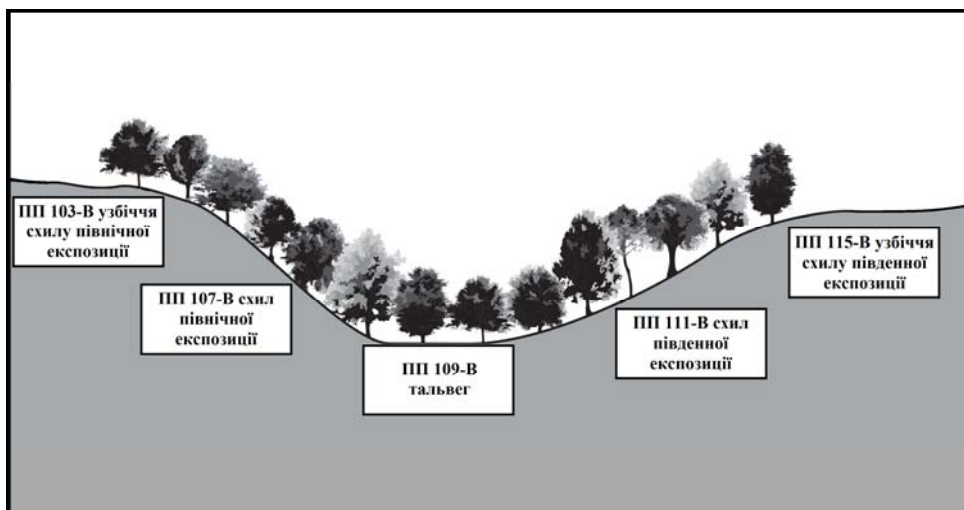 ПП 103-В узбіччя
схилу північної
експозиції
ПП 107-В схил
північної
експозиції
ПП 109-В
тальвег
ПП 111-В схил
південної
експозиції
ПП 115-В узбіччя
схилу південної
експозиції